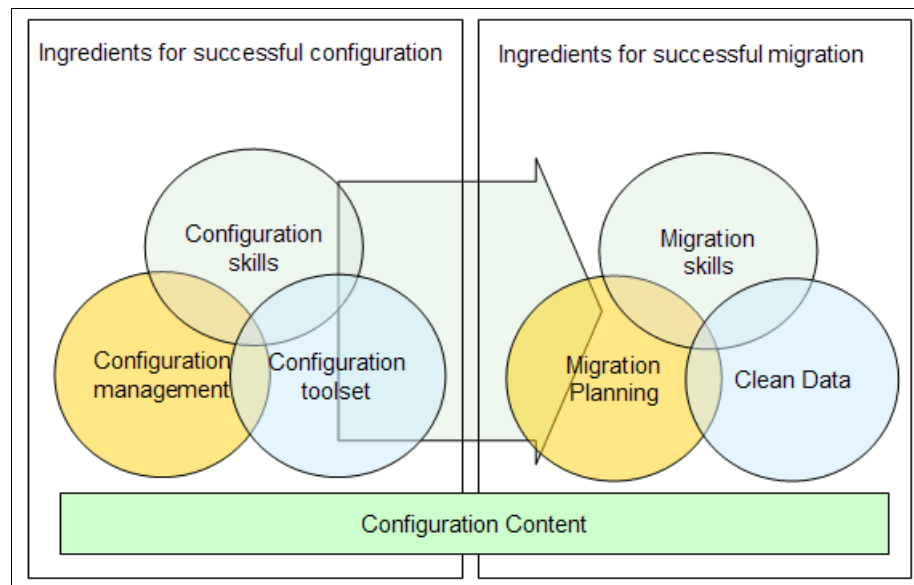 Ingredients for successful configuration
Configuration
skills
Configuration
management
Configuration
toolset
Ingredients for successful migration
Migration
skills
Migration
Planning
Clean Data
Configuration Content